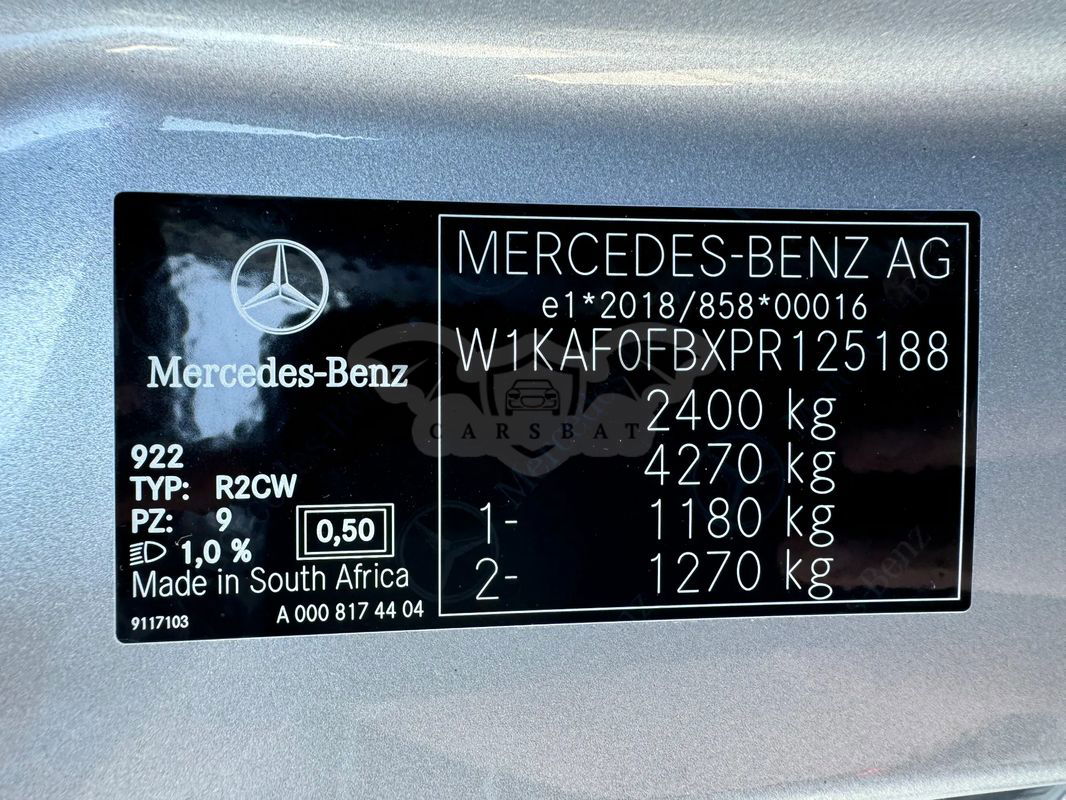 Mercedes-Benz
922
TYP: R2CW
PZ: 9
1,0 %
0,50
Made in South Africa
9117103
A 000 817 44 04
MERCEDES-BENZ AG
e1*2018/858*00016
W1KAF0FBXPR125188
2400 kg
4270 kg
1- 1180 kg
2- 1270 kg
CARSBAT